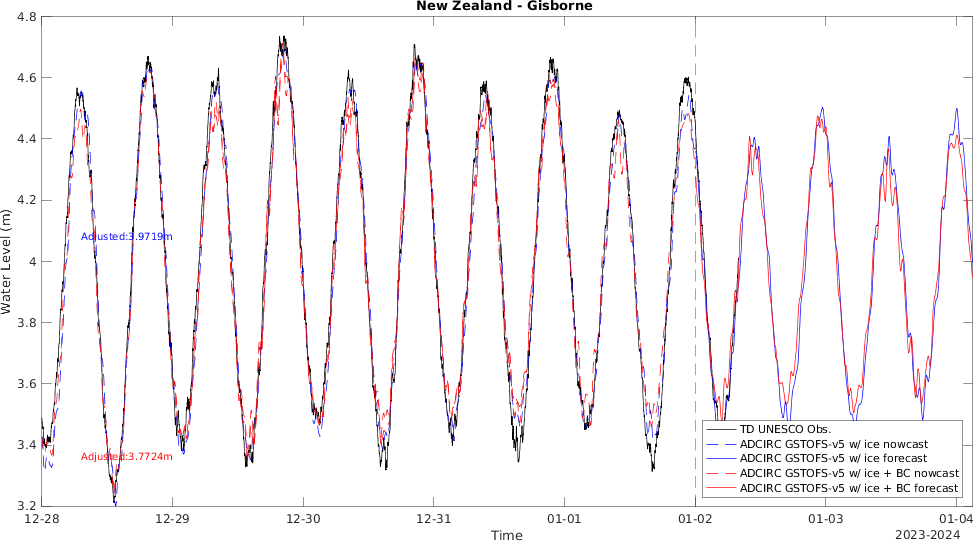 New Zealand - Gisborne
4.8
4.6
4.4
4.2
4
3.8
3.6
3.4
3.2
Water Level (m)
Adjusted:3.9719m
Adjusted:3.7724m
TD UNESCO Obs.
ADCIRC GSTOFS-v5 w/ ice nowcast
ADCIRC GSTOFS-v5 w/ ice forecast
ADCIRC GSTOFS-v5 w/ ice + BC nowcast
ADCIRC GSTOFS-v5 w/ ice + BC forecast
12-28 12-29 12-30 12-31 01-01 01-02 01-03 01-04
Time
2023-2024